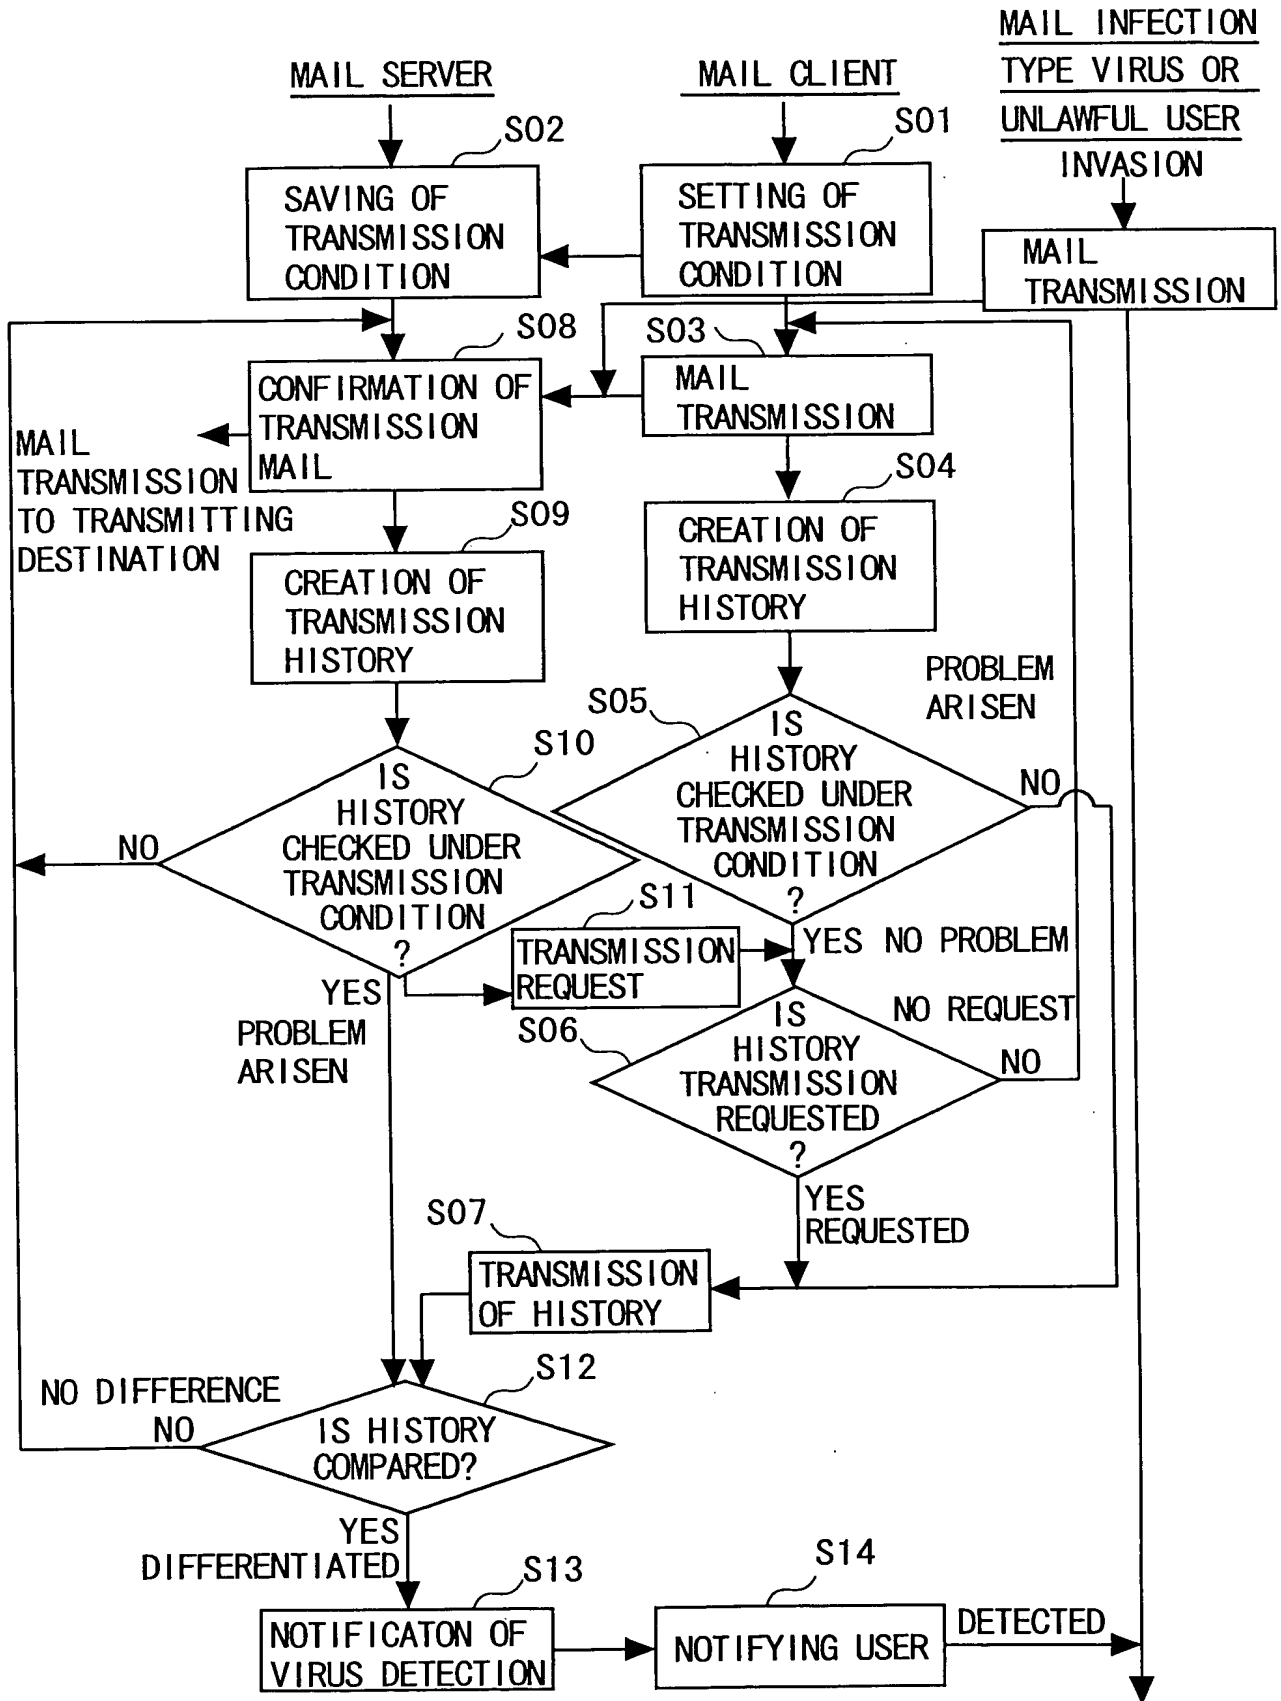 MAIL SERVER
MAIL CLIENT
MAIL INFECTION
TYPE VIRUS OR
UNLAWFUL USER
INVASION
S02
SAVING OF
TRANSMISSION
CONDITION
S01
SETTING OF
TRANSMISSION
CONDITION
MAIL
TRANSMISSION
S08
CONFIRMATION OF
TRANSMISSION
MAIL
S03
MAIL
TRANSMISSION
MAIL
TRANSMISSION
TO TRANSMITTING
DESTINATION
S09
CREATION OF
TRANSMISSION
HISTORY
S04
CREATION OF
TRANSMISSION
HISTORY
PROBLEM
ARISEN
S05
IS
HISTORY
CHECKED UNDER
TRANSMISSION
CONDITION
?
NO
S10
IS
HISTORY
CHECKED UNDER
TRANSMISSION
CONDITION
?
NO
YES
PROBLEM
ARISEN
S11
TRANSMISSION
REQUEST
YES NO PROBLEM
S06
IS
HISTORY
TRANSMISSION
REQUESTED
?
NO REQUEST
NO
YES
REQUESTED
S07
TRANSMISSION
OF HISTORY
S12
IS HISTORY
COMPARED?
NO DIFFERENCE
NO
YES
DIFFERENTIATED
S13
NOTIFICATON OF
VIRUS DETECTION
S14
NOTIFYING USER
DETECTED